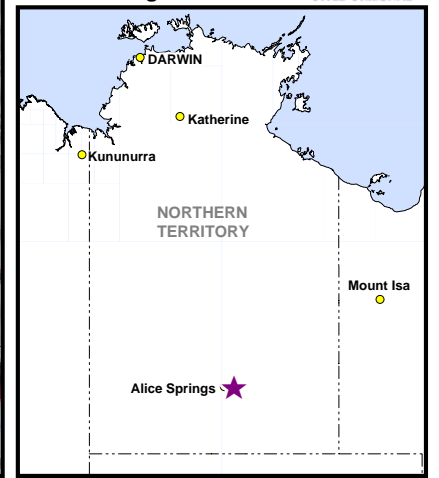 DARWIN
Katherine
Kununurra
NORTHERN
TERRITORY
Mount Isa
Alice Springs